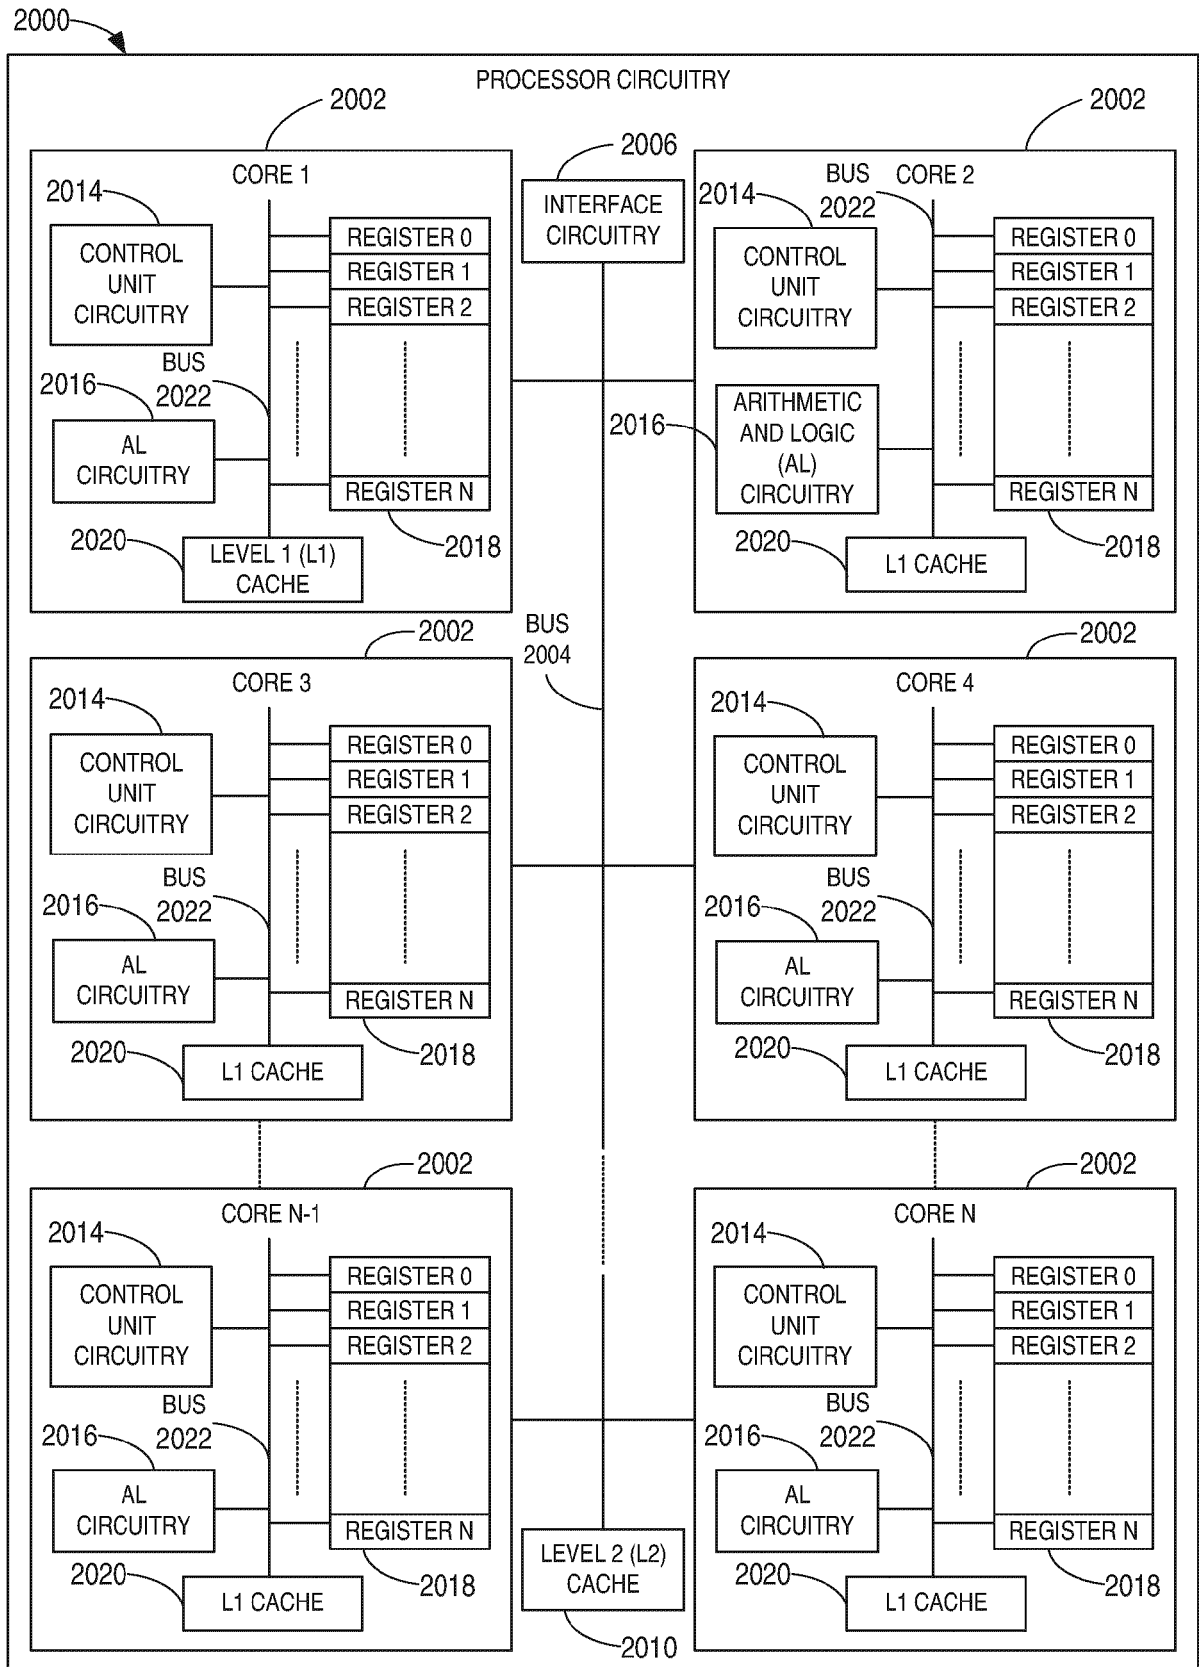 2000
PROCESSOR CIRCUITRY
2002
CORE 1
2014
CONTROL
UNIT
CIRCUITRY
REGISTER 0
REGISTER 1
REGISTER 2
BUS
2022
2016
AL
CIRCUITRY
REGISTER N
2018
2020
LEVEL 1 (L1)
CACHE
2006
INTERFACE
CIRCUITRY
2002
CORE 2
BUS
2022
2014
CONTROL
UNIT
CIRCUITRY
REGISTER 0
REGISTER 1
REGISTER 2
2016
ARITHMETIC
AND LOGIC
(AL)
CIRCUITRY
REGISTER N
2018
2020
L1 CACHE
BUS
2004
2002
CORE 3
2014
CONTROL
UNIT
CIRCUITRY
REGISTER 0
REGISTER 1
REGISTER 2
BUS
2022
2016
AL
CIRCUITRY
REGISTER N
2018
2020
L1 CACHE
2002
CORE 4
2014
CONTROL
UNIT
CIRCUITRY
REGISTER 0
REGISTER 1
REGISTER 2
BUS
2022
2016
AL
CIRCUITRY
REGISTER N
2018
2020
L1 CACHE
2002
CORE N-1
2014
CONTROL
UNIT
CIRCUITRY
REGISTER 0
REGISTER 1
REGISTER 2
BUS
2022
2016
AL
CIRCUITRY
REGISTER N
2018
2020
L1 CACHE
LEVEL 2 (L2)
CACHE
2010
2002
CORE N
2014
CONTROL
UNIT
CIRCUITRY
REGISTER 0
REGISTER 1
REGISTER 2
BUS
2022
2016
AL
CIRCUITRY
REGISTER N
2018
2020
L1 CACHE